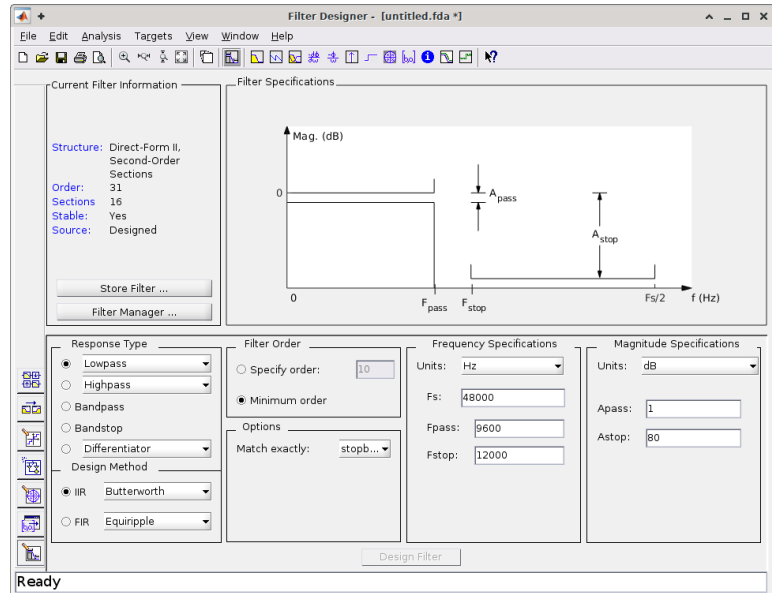 Filter Designer - [untitled.fda *]
File Edit Analysis Targets View Window Help
Current Filter Information
Structure: Direct-Form II,
Second-Order
Sections
Order: 31
Sections 16
Stable: Yes
Source: Designed
Store Filter ...
Filter Manager ...
Filter Specifications
Mag. (dB)
0
Apass
Astop
0
Fpass
Fstop
Fs/2
f (Hz)
Response Type
Lowpass
Highpass
Bandpass
Bandstop
Differentiator
Design Method
IIR Butterworth
FIR Equiripple
Filter Order
Specify order: 10
Minimum order
Options
Match exactly: stopb...
Frequency Specifications
Units: Hz
Fs: 48000
Fpass: 9600
Fstop: 12000
Magnitude Specifications
Units: dB
Apass: 1
Astop: 80
Design Filter
Ready